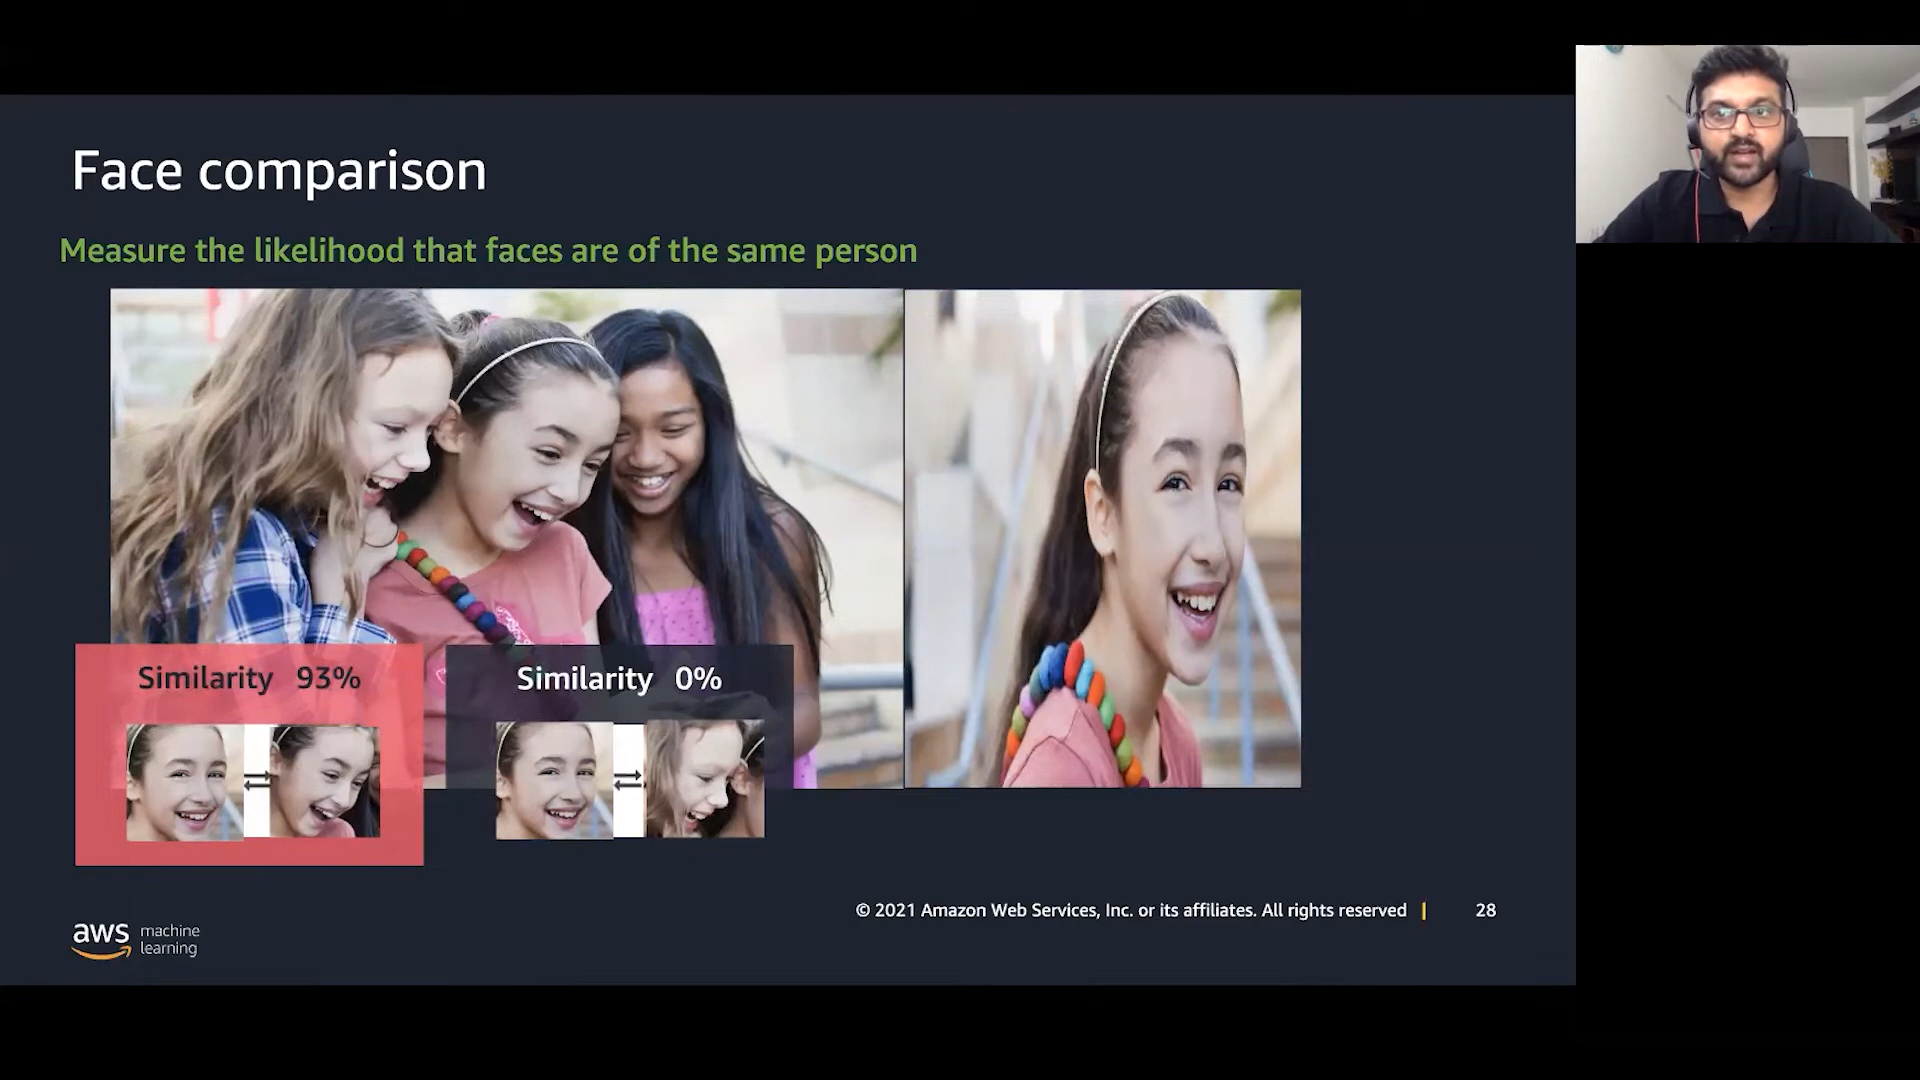 Face comparison
Measure the likelihood that faces are of the same person
Similarity 93%
Similarity 0%
© 2021 Amazon Web Services, Inc. or its affiliates. All rights reserved | 28
aws machine
learning